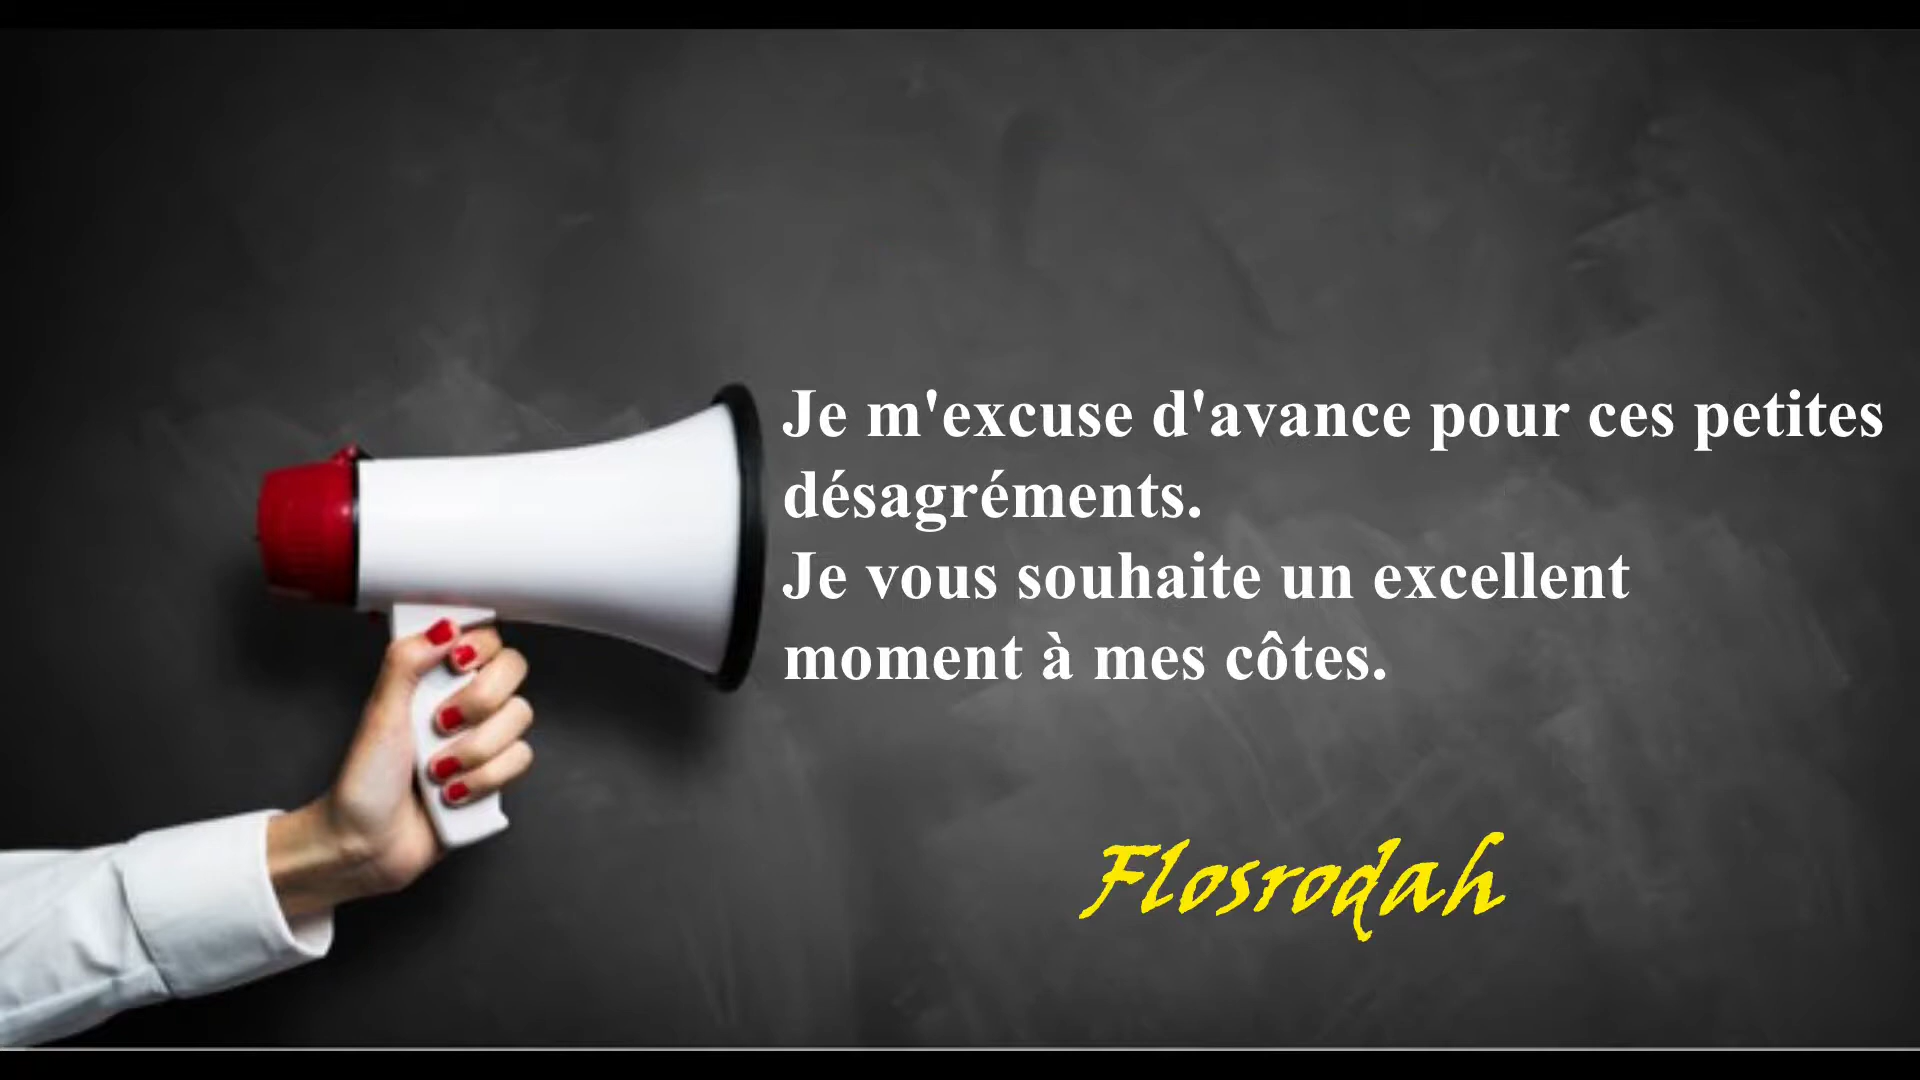 Je m'excuse d'avance pour ces petites
désagréments.
Je vous souhaite un excellent
moment à mes côtes.
Flosrodah